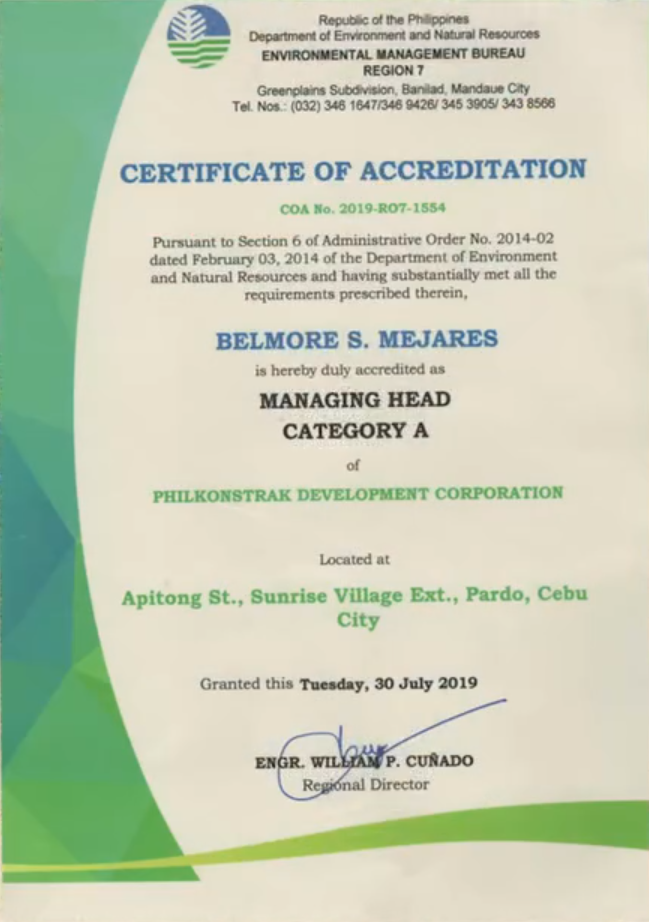 Republic of the Philippines
Department of Environment and Natural Resources
ENVIRONMENTAL MANAGEMENT BUREAU
REGION 7
Greenplains Subdivision, Banilad, Mandaue City
Tel. Nos.: (032) 346 1647/346 9426/ 345 3905/ 343 8566
CERTIFICATE OF ACCREDITATION
COA No. 2019-RO7-1554
Pursuant to Section 6 of Administrative Order No. 2014-02
dated February 03, 2014 of the Department of Environment
and Natural Resources and having substantially met all the
requirements prescribed therein,
BELMORE S. MEJARES
is hereby duly accredited as
MANAGING HEAD
CATEGORY A
of
PHILKONSTRAK DEVELOPMENT CORPORATION
Located at
Apitong St., Sunrise Village Ext., Pardo, Cebu
City
Granted this Tuesday, 30 July 2019
ENGR. WILLIAM P. CUÑADO
Regional Director